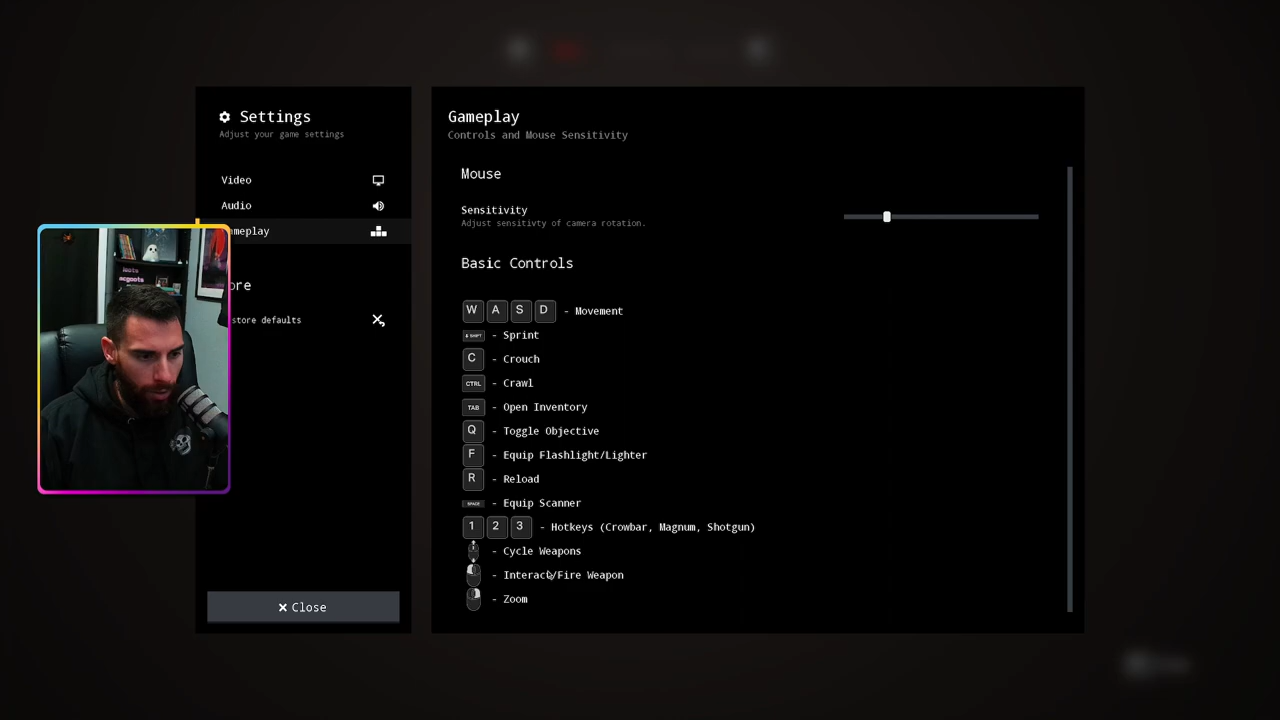 Settings
Adjust your game settings
Video
Audio
ameplay
ore
store defaults
Close
Gameplay
Controls and Mouse Sensitivity
Mouse
Sensitivity
Adjust sensitivty of camera rotation.
Basic Controls
W A S D - Movement
SHIFT - Sprint
C - Crouch
CTRL - Crawl
TAB - Open Inventory
Q - Toggle Objective
F - Equip Flashlight/Lighter
R - Reload
SPACE - Equip Scanner
1 2 3 - Hotkeys (Crowbar, Magnum, Shotgun)
- Cycle Weapons
- Interact/Fire Weapon
- Zoom